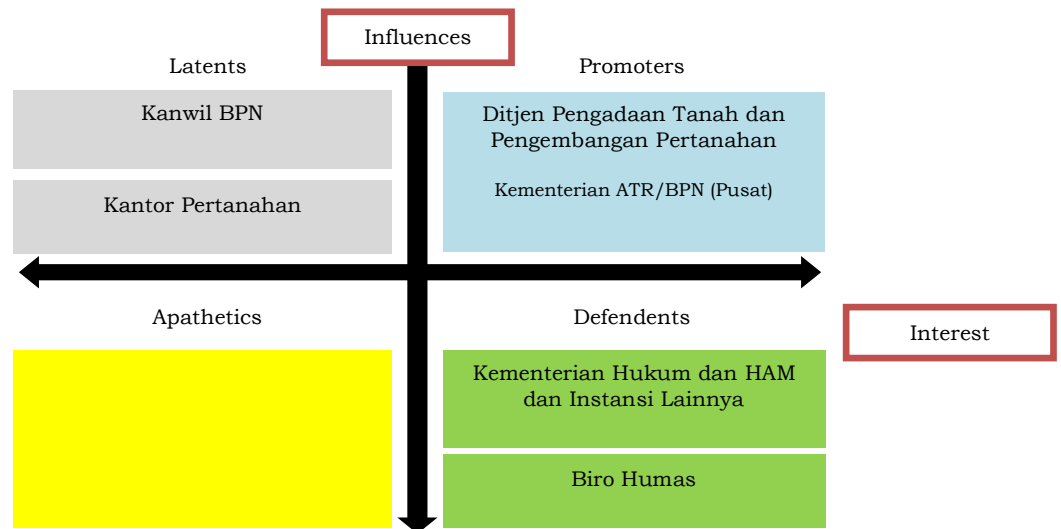 Influences
Latents
Promoters
Kanwil BPN
Kantor Pertanahan
Ditjen Pengadaan Tanah dan
Pengembangan Pertanahan
Kementerian ATR/BPN (Pusat)
Apathetics
Defendents
Interest
Kementerian Hukum dan HAM
dan Instansi Lainnya
Biro Humas